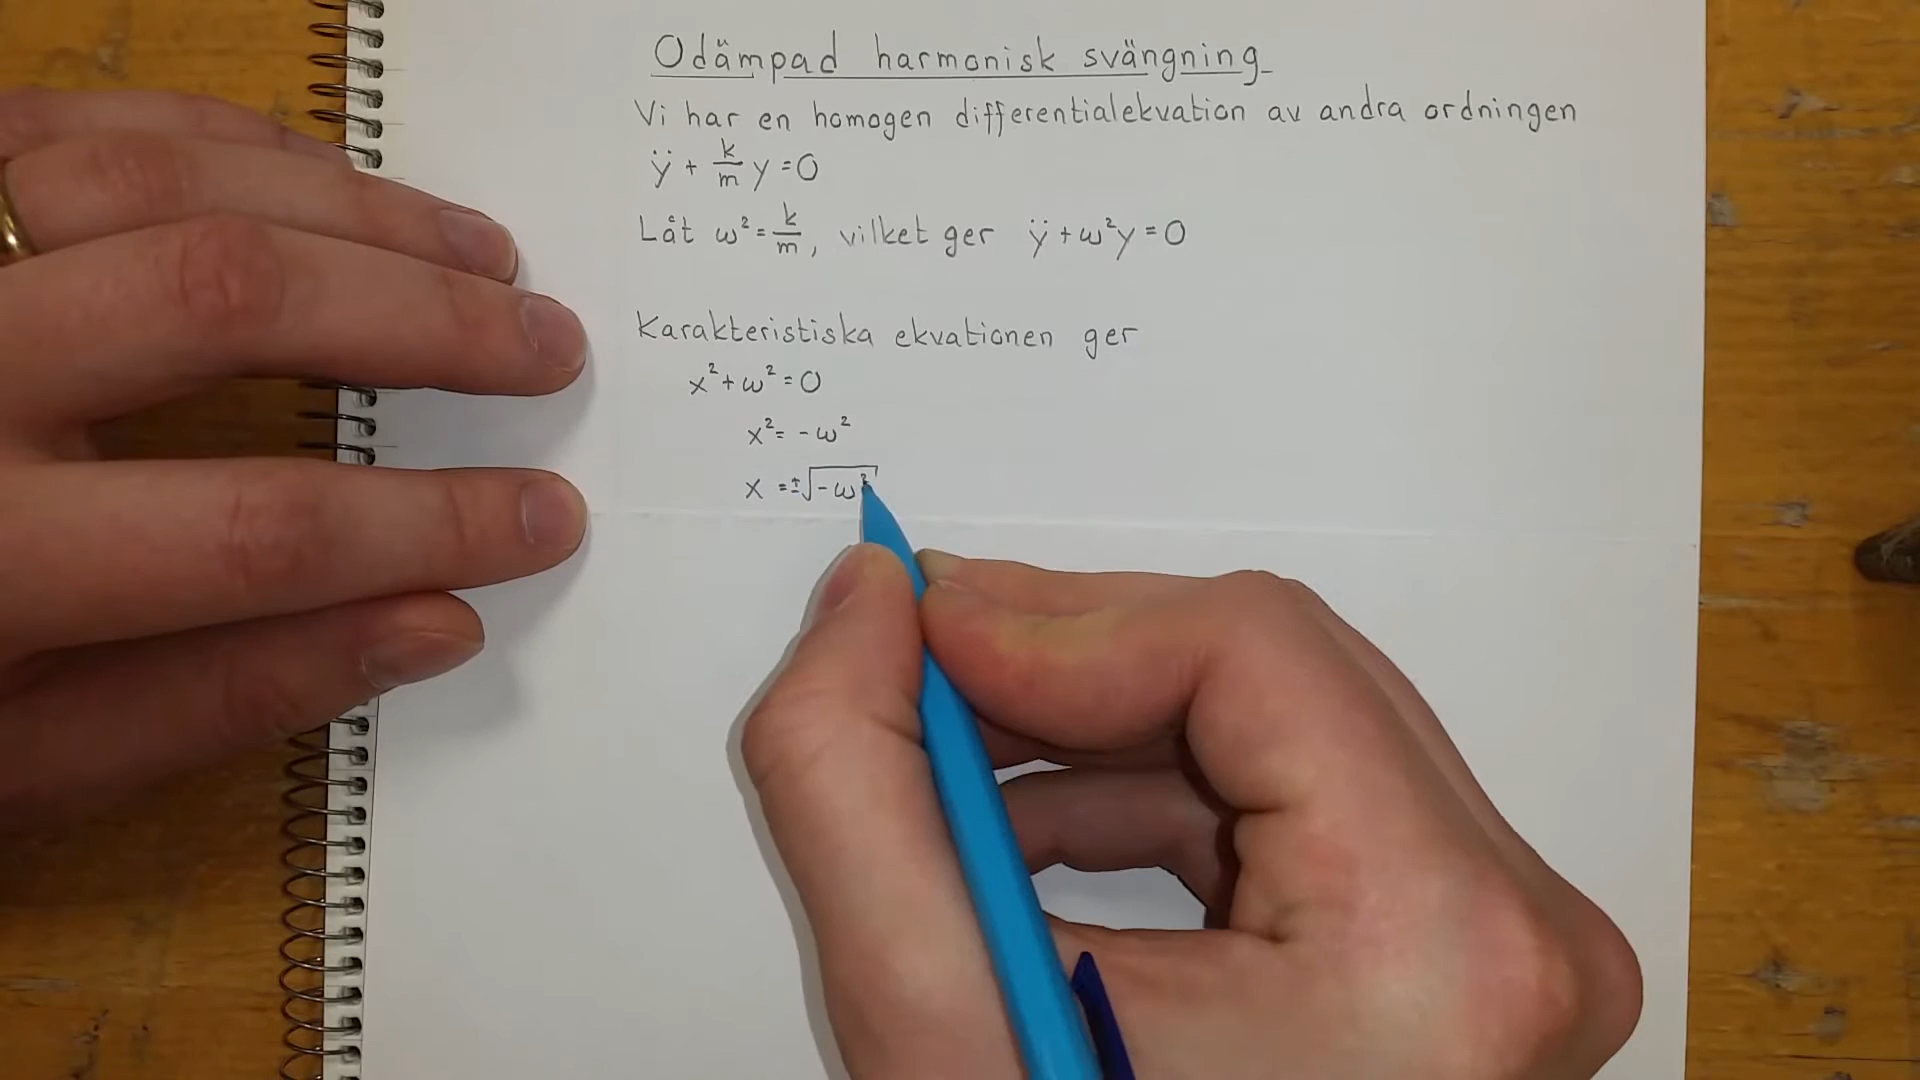 Odämpad harmonisk svängning
Vi har en homogen differentialekvation av andra ordningen
ÿ + k/m y = 0
Låt ω² = k/m, vilket ger ÿ + ω²y = 0
Karakteristiska ekvationen ger
x² + ω² = 0
x² = -ω²
x = ±√-ω²